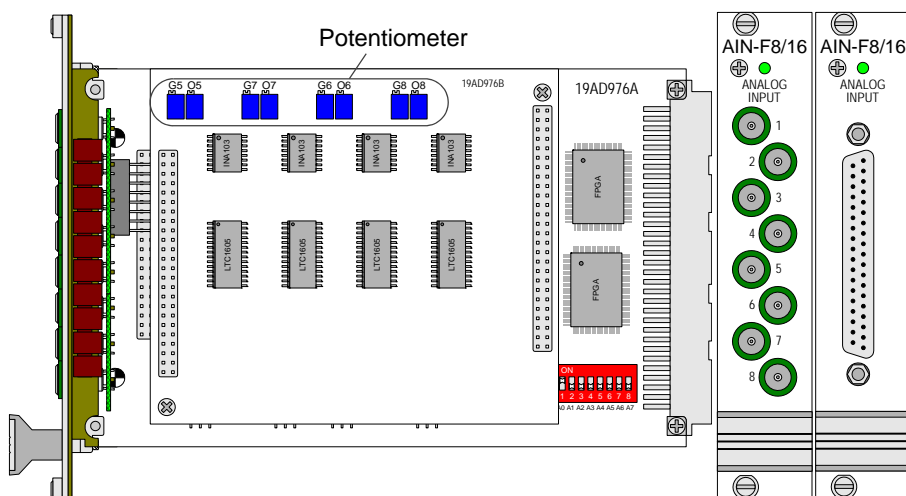 Potentiometer
G5 O5 G7 O7 G6 O6 G8 O8
19AD976B
19AD976A
INA103 INA103 INA103 INA103
LTC1605 LTC1605 LTC1605 LTC1605
FPGA
FPGA
ON
1 2 3 4 5 6 7 8
A0 A1 A2 A3 A4 A5 A6 A7
AIN-F8/16
ANALOG
INPUT
1
2
3
4
5
6
7
8
AIN-F8/16
ANALOG
INPUT